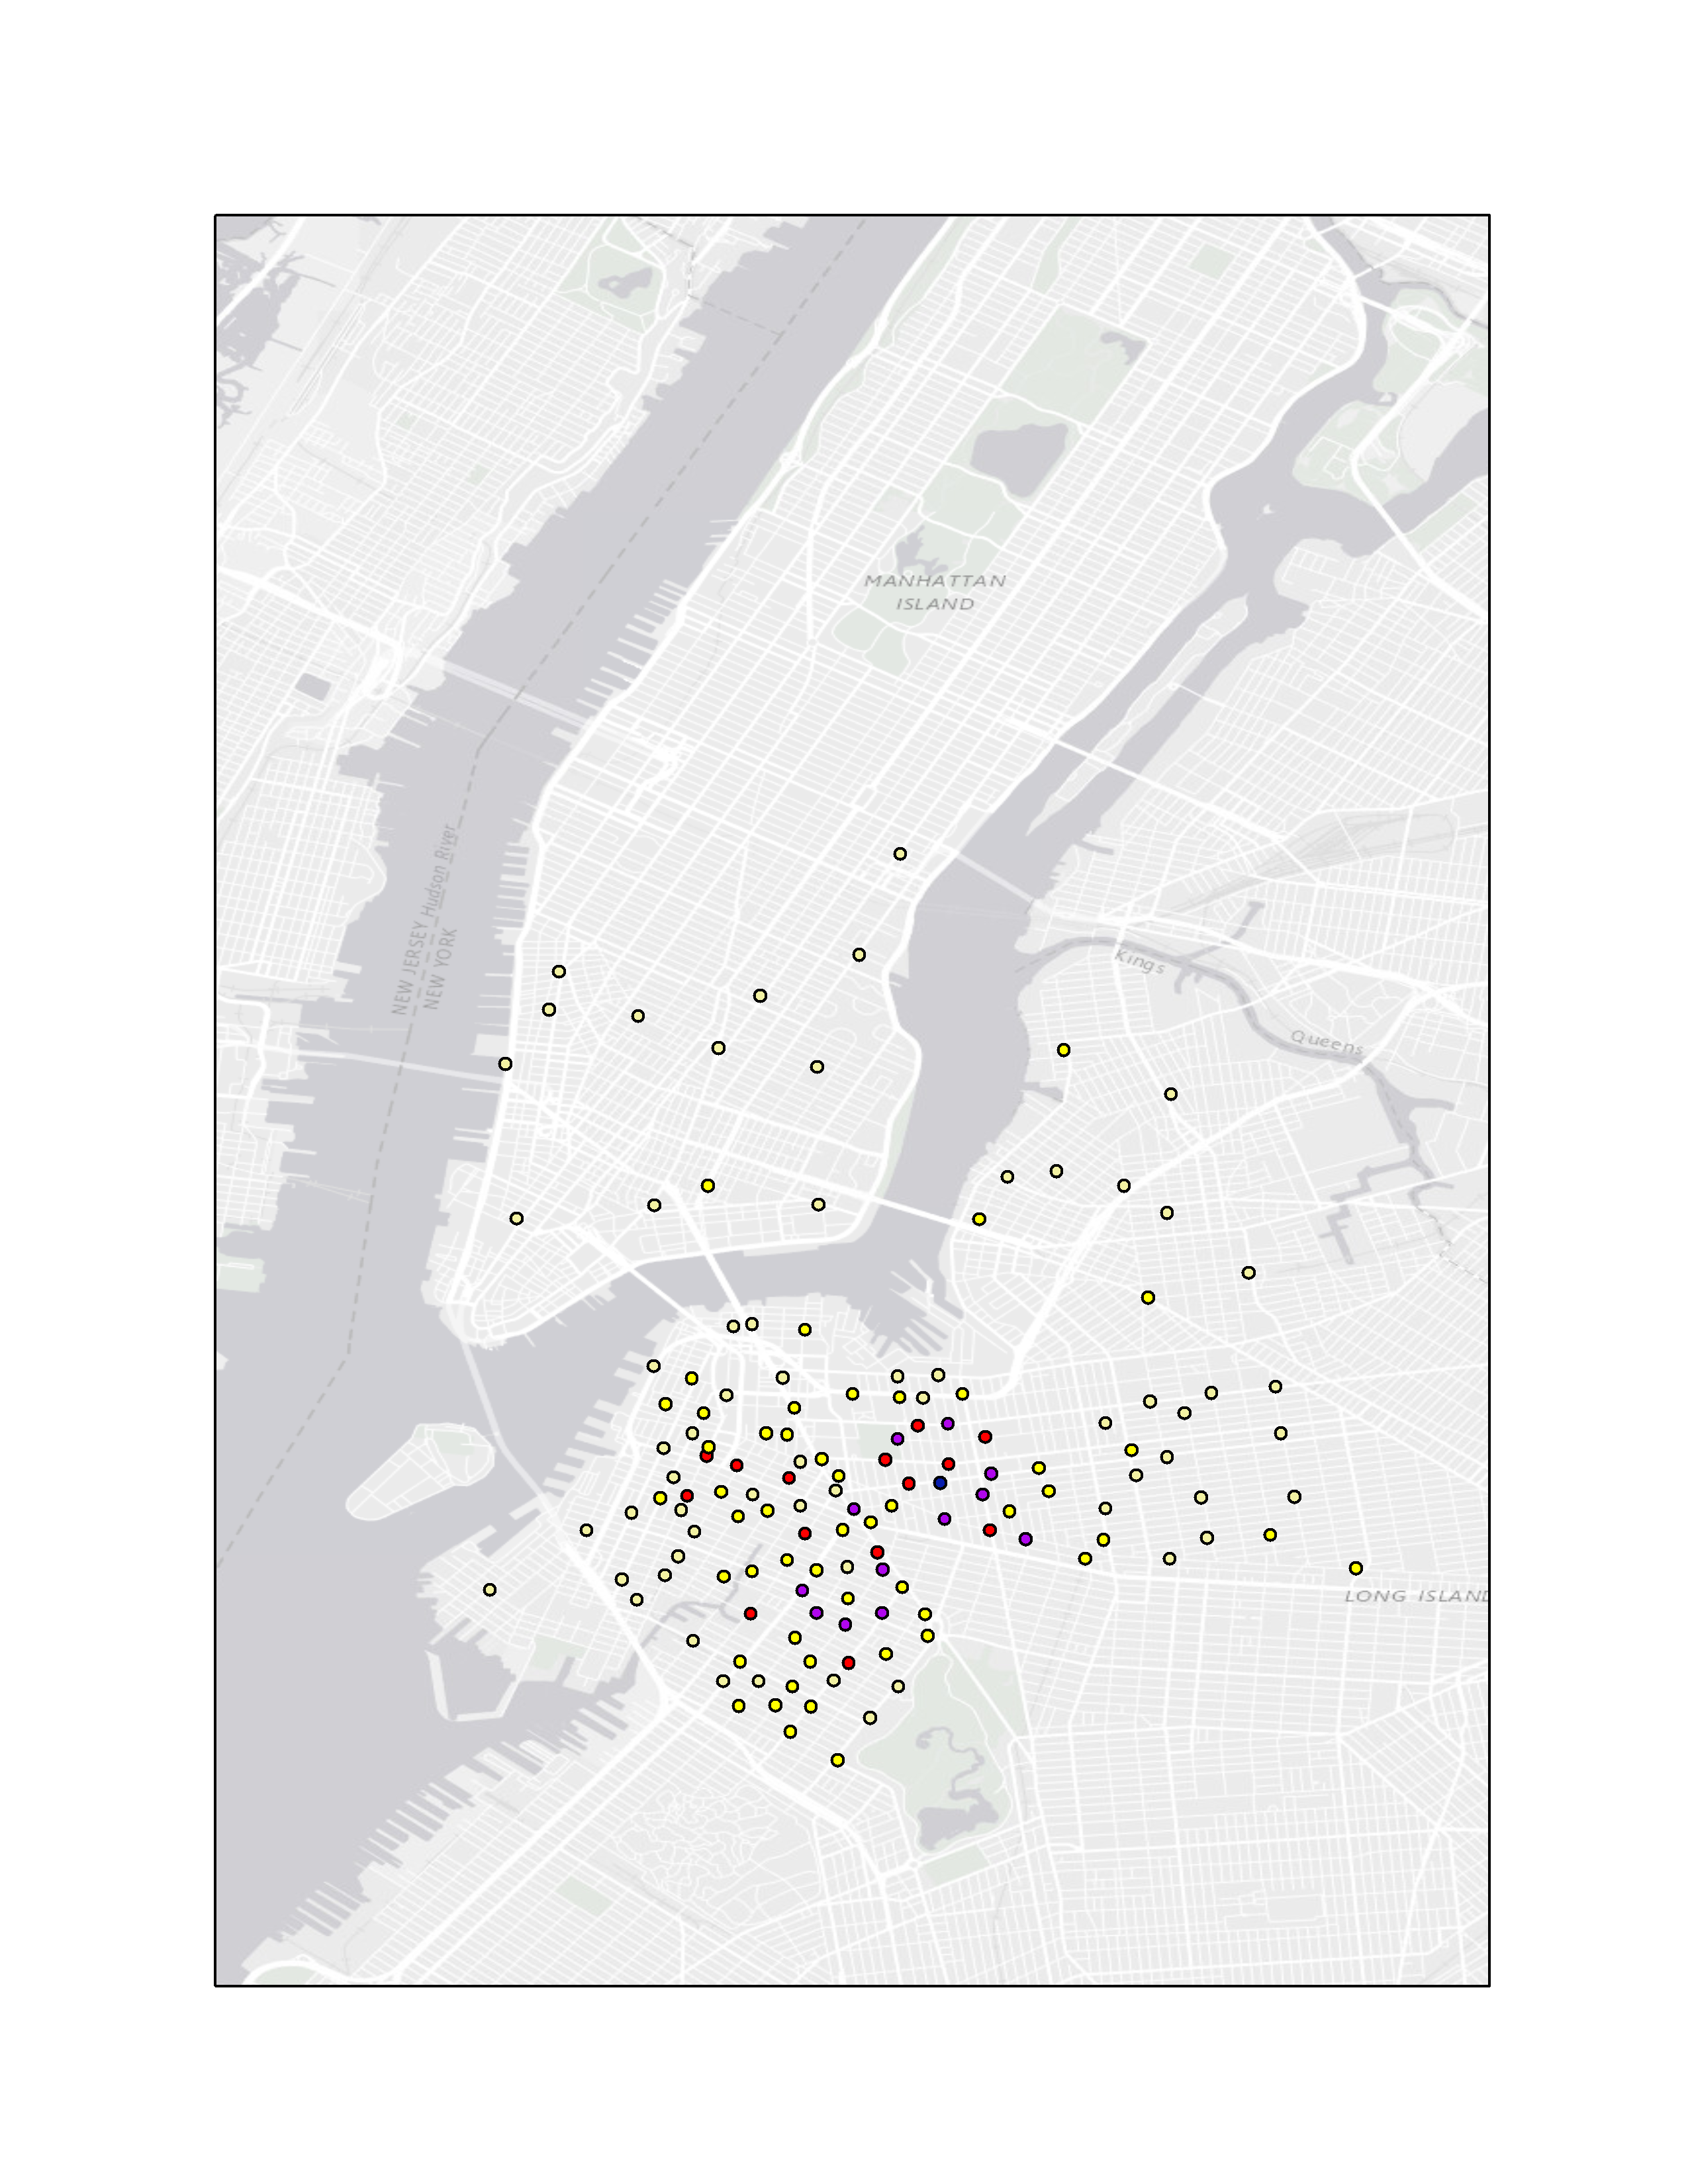 MANHATTAN
ISLAND
Hudson River
NEW JERSEY
NEW YORK
Kings
Queens
LONG ISLAND